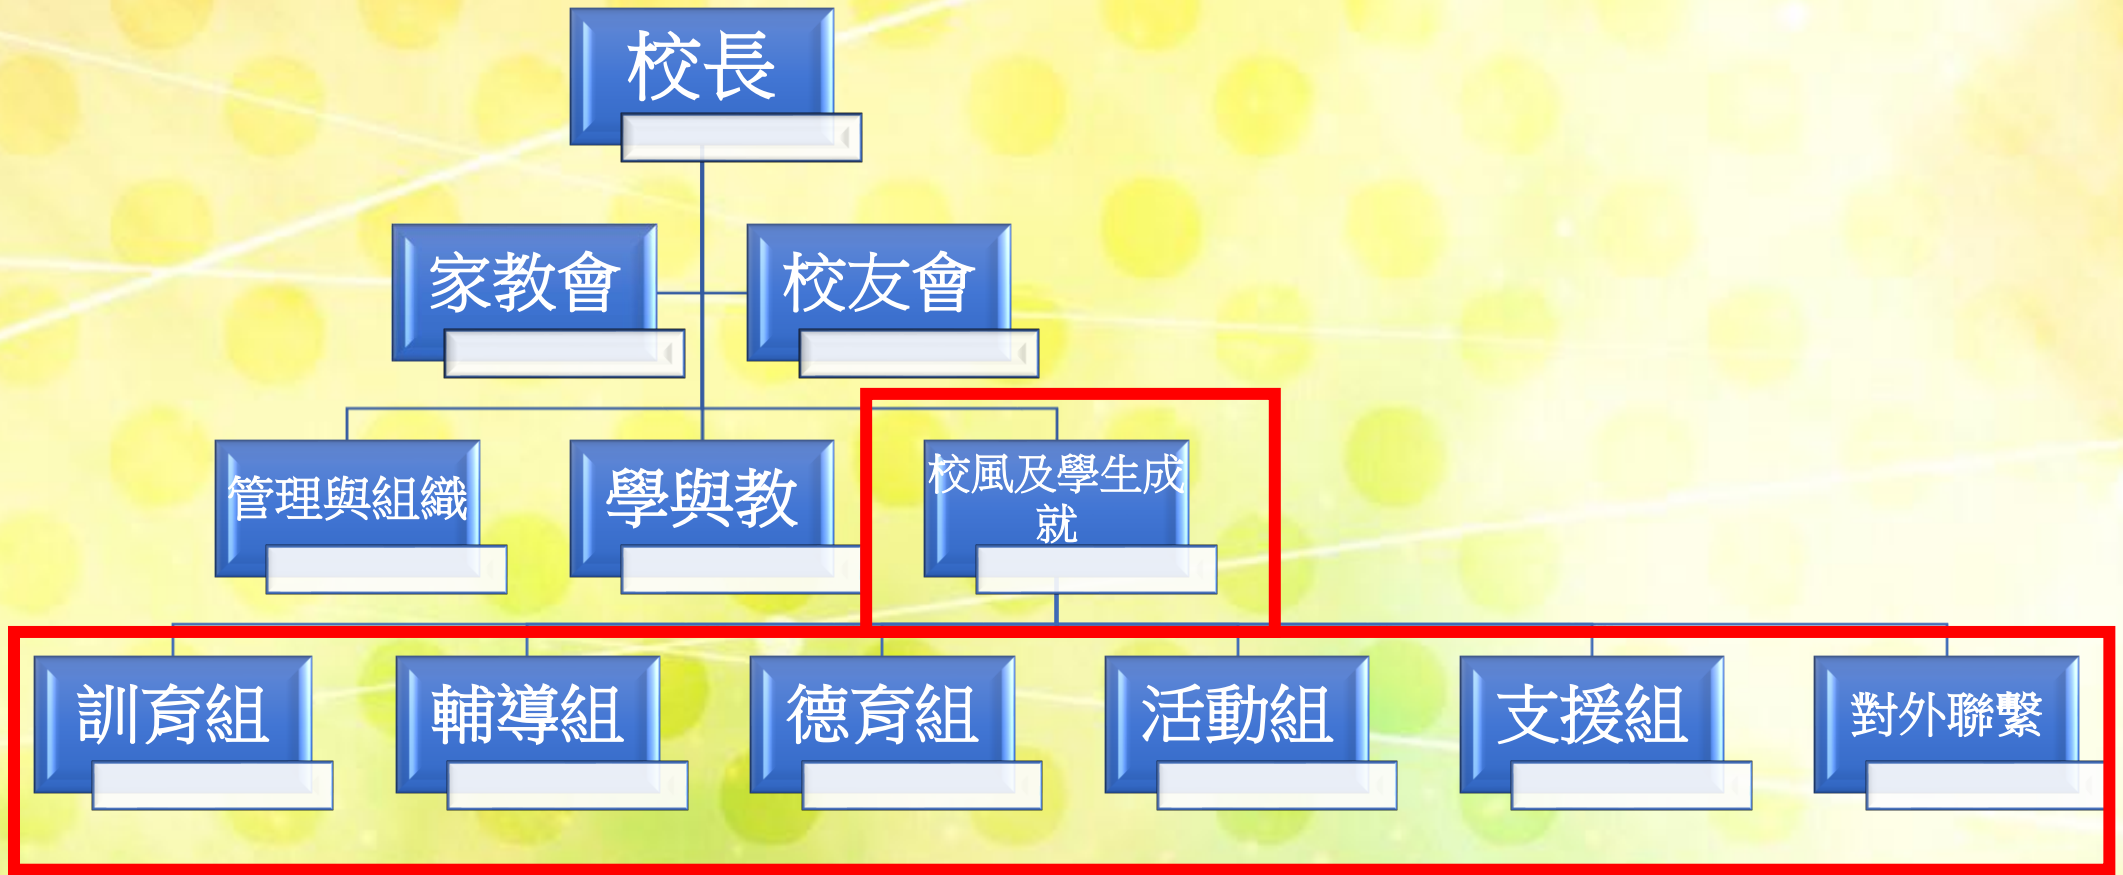 校長
家教會
校友會
管理與組織
學與教
校風及學生成
就
訓育組
輔導組
德育組
活動組
支援組
對外聯繫